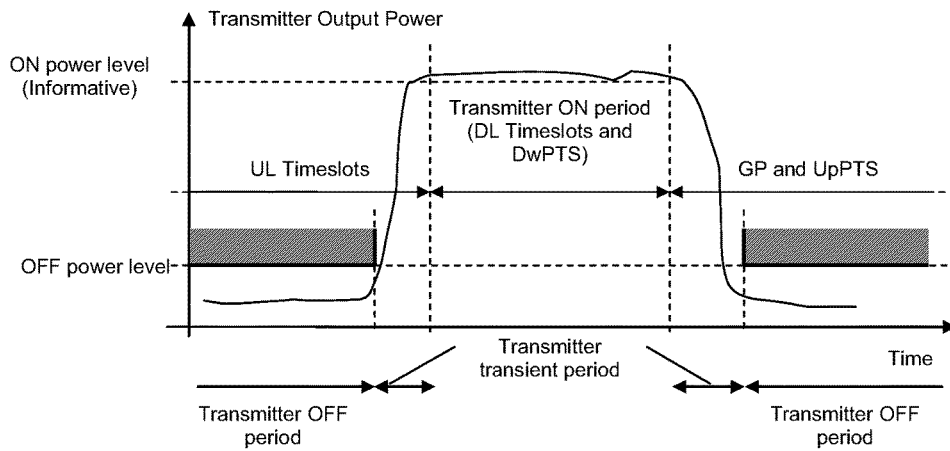 Transmitter Output Power
ON power level
(Informative)
Transmitter ON period
(DL Timeslots and
DwPTS)
UL Timeslots
GP and UpPTS
OFF power level
Time
Transmitter
transient period
Transmitter OFF
period
Transmitter OFF
period